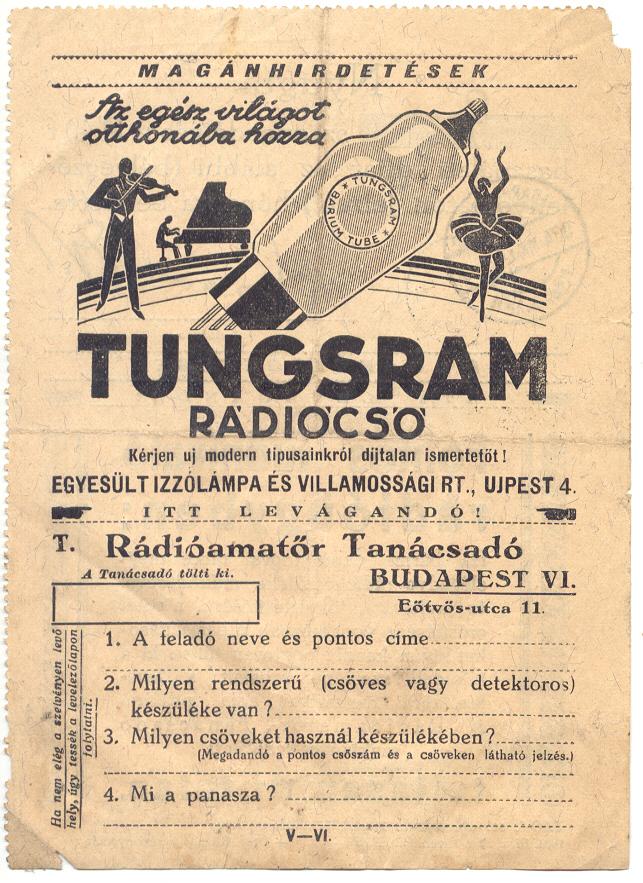 MAGÁNHIRDETÉSEK
Az egész világot
otthonába hozza
TUNGSRAM
BARIUM TUBE
TUNGSRAM
RÁDIÓCSŐ
Kérjen uj modern tipusainkról dijtalan ismertetőt!
EGYESÜLT IZZÓLÁMPA ÉS VILLAMOSSÁGI RT., UJPEST 4.
ITT LEVÁGANDÓ!
T. Rádióamatőr Tanácsadó
A Tanácsadó tölti ki.
BUDAPEST VI.
Eötvös-utca 11.
1. A feladó neve és pontos címe
2. Milyen rendszerű (csöves vagy detektoros)
készüléke van?
3. Milyen csöveket használ készülékében?
(Megadandó a pontos csőszám és a csöveken látható jelzés.)
4. Mi a panasza?
Ha nem elég a szelvényen levő
hely, úgy tessék a levelezőlapon
folytatni.
V—VI.